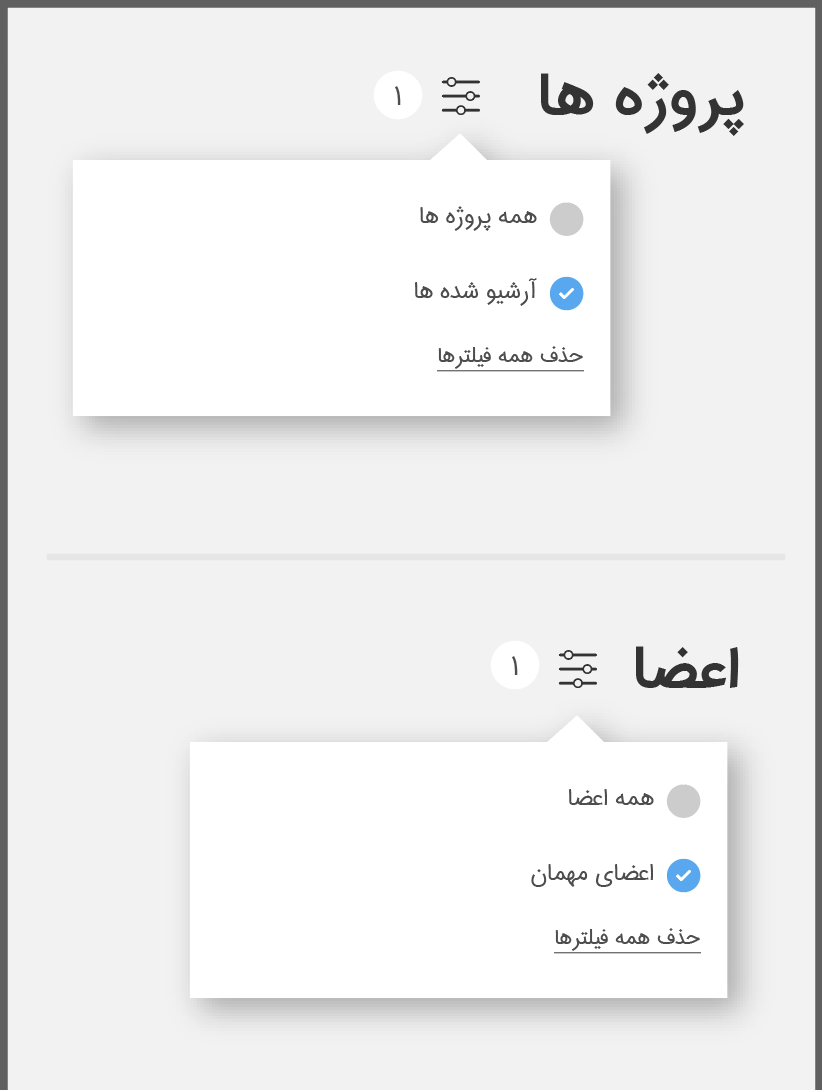 پروژه ها
۱
همه پروژه ها
آرشیو شده ها
حذف همه فیلترها
اعضا
۱
همه اعضا
اعضای مهمان
حذف همه فیلترها